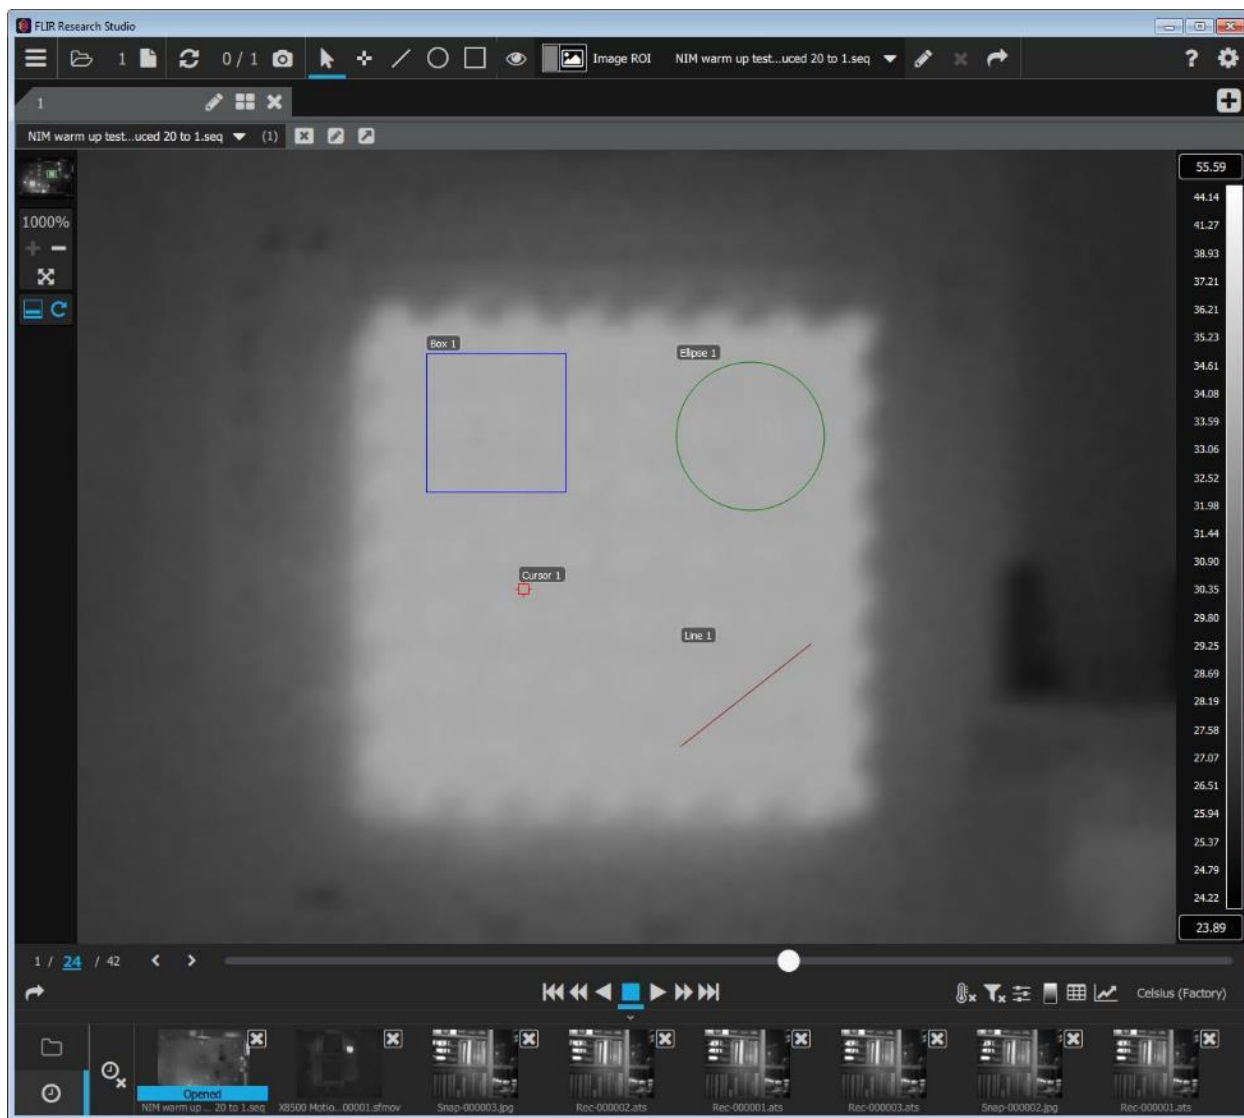 FLIR Research Studio
1
0 / 1
Image ROI
NIM warm up test...uced 20 to 1.seq
?
1
NIM warm up test...uced 20 to 1.seq
(1)
1000%
55.59
44.14
41.27
38.93
37.21
36.21
35.23
34.61
34.08
33.59
33.06
32.52
31.98
31.44
30.90
30.35
29.80
29.25
28.69
28.19
27.58
27.07
26.51
25.94
25.37
24.79
24.22
23.89
Box 1
Ellipse 1
Cursor 1
Line 1
1 / 24 / 42
Celsius (Factory)
Opened
NIM warm up ... 20 to 1.seq
X8500 Motio...00001.sfmov
Snap-000003.jpg
Rec-000002.ats
Rec-000001.ats
Rec-000003.ats
Snap-000002.jpg
Rec-000001.ats